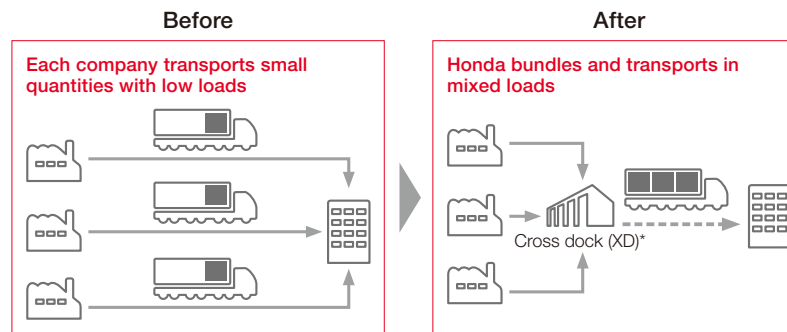 Before
Each company transports small
quantities with low loads
After
Honda bundles and transports in
mixed loads
Cross dock (XD)*